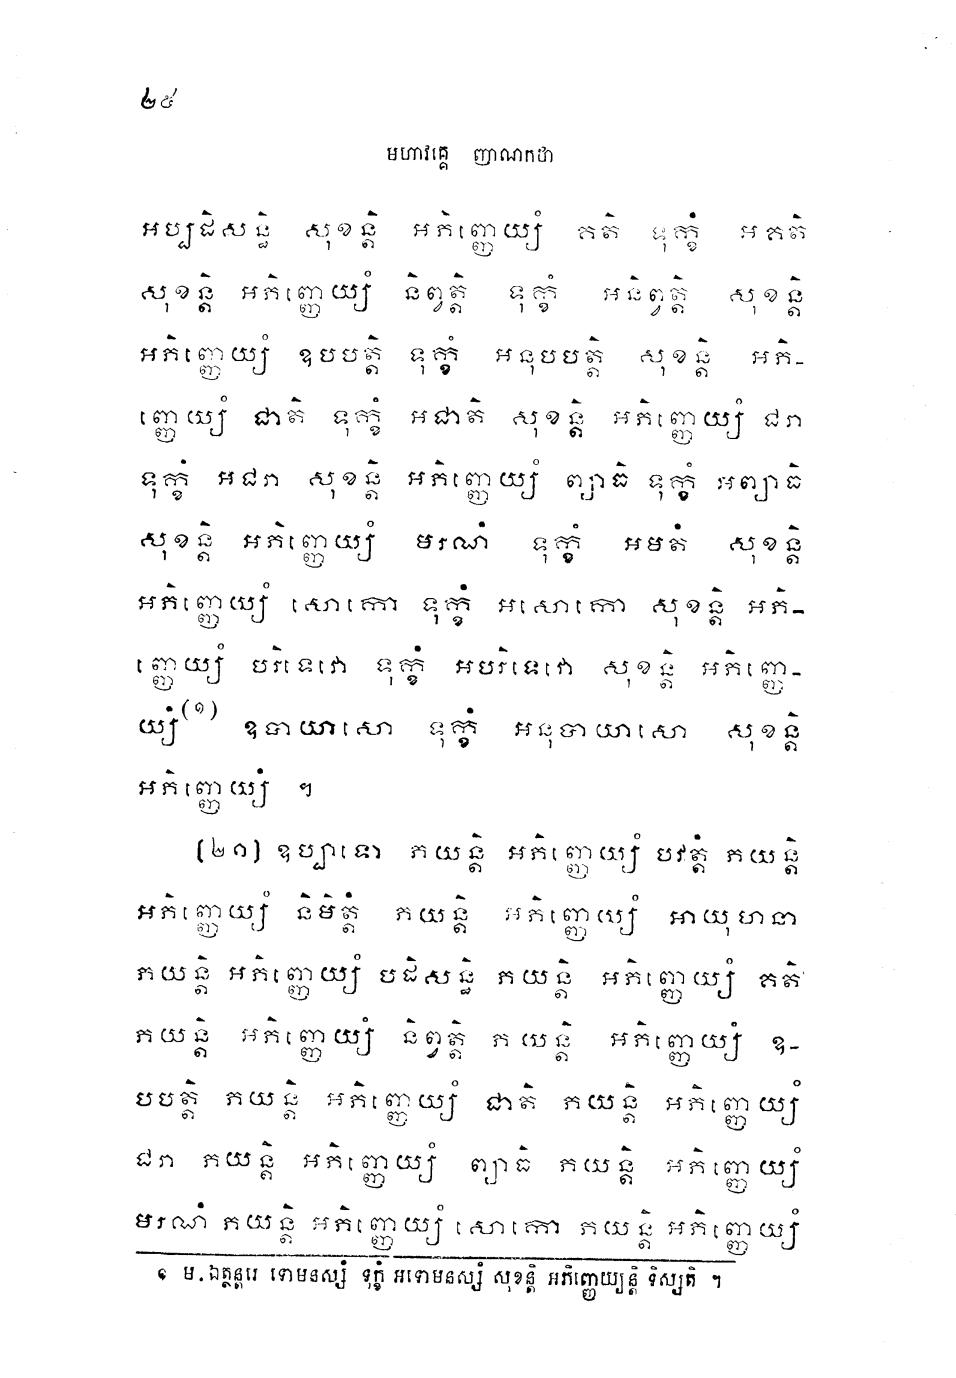 ២៥
មហាវគ្គេ ញាណកថា
អប្បដិសន្ធិ សុខន្តិ អភិញ្ញេយ្យំ គតិ ទុក្ខំ អគតិ
សុខន្តិ អភិញ្ញេយ្យំ និព្វត្តិ ទុក្ខំ អនិព្វត្តិ សុខន្តិ
អភិញ្ញេយ្យំ ឧបបត្តិ ទុក្ខំ អនុបបត្តិ សុខន្តិ អភិ-
ញ្ញេយ្យំ ជាតិ ទុក្ខំ អជាតិ សុខន្តិ អភិញ្ញេយ្យំ ជរា
ទុក្ខំ អជរា សុខន្តិ អភិញ្ញេយ្យំ ព្យាធិ ទុក្ខំ អព្យាធិ
សុខន្តិ អភិញ្ញេយ្យំ មរណំ ទុក្ខំ អមតំ សុខន្តិ
អភិញ្ញេយ្យំ សោកោ ទុក្ខំ អសោកោ សុខន្តិ អភិ-
ញ្ញេយ្យំ បរិទេវោ ទុក្ខំ អបរិទេវោ សុខន្តិ អភិញ្ញេ-
យ្យំ(១) ឧបាយាសោ ទុក្ខំ អនុបាយាសោ សុខន្តិ
អភិញ្ញេយ្យំ ។
(២១) ឧប្បាទោ ភយន្តិ អភិញ្ញេយ្យំ បវត្តំ ភយន្តិ
អភិញ្ញេយ្យំ និមិត្តំ ភយន្តិ អភិញ្ញេយ្យំ អាយុហនា
ភយន្តិ អភិញ្ញេយ្យំ បដិសន្ធិ ភយន្តិ អភិញ្ញេយ្យំ គតិ
ភយន្តិ អភិញ្ញេយ្យំ និព្វត្តិ ភយន្តិ អភិញ្ញេយ្យំ ឧ-
បបត្តិ ភយន្តិ អភិញ្ញេយ្យំ ជាតិ ភយន្តិ អភិញ្ញេយ្យំ
ជរា ភយន្តិ អភិញ្ញេយ្យំ ព្យាធិ ភយន្តិ អភិញ្ញេយ្យំ
មរណំ ភយន្តិ អភិញ្ញេយ្យំ សោកោ ភយន្តិ អភិញ្ញេយ្យំ
១ ម. ឯត្ថន្តរេ ទោមនស្សំ ទុក្ខំ អទោមនស្សំ សុខន្តិ អភិញ្ញេយ្យន្តិ ទិស្សតិ ។